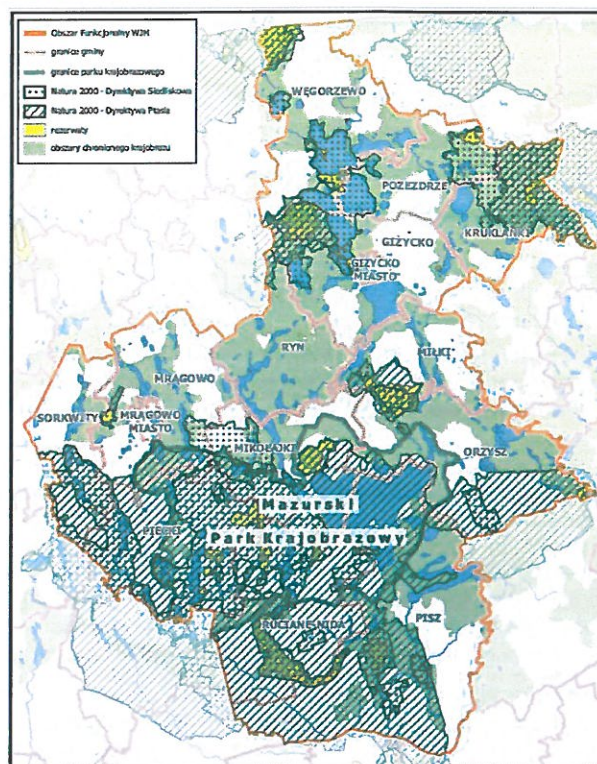 Obszar Funkcjonalny WJM
granice gminy
granice parku krajobrazowego
Natura 2000 - Dyrektywa Siedliskowa
Natura 2000 - Dyrektywa Ptasia
rezerwaty
obszary chronionego krajobrazu
WĘGORZEWO
POZEZDRZE
KRUKLANKI
GIŻYCKO
GIŻYCKO
MIASTO
RYN
MIŁKI
MRĄGOWO
SORKWITY
MRĄGOWO
MIASTO
MIKOŁAJKI
ORZYSZ
Mazurski
Park Krajobrazowy
PIECKI
PISZ
RUCIANE-NIDA